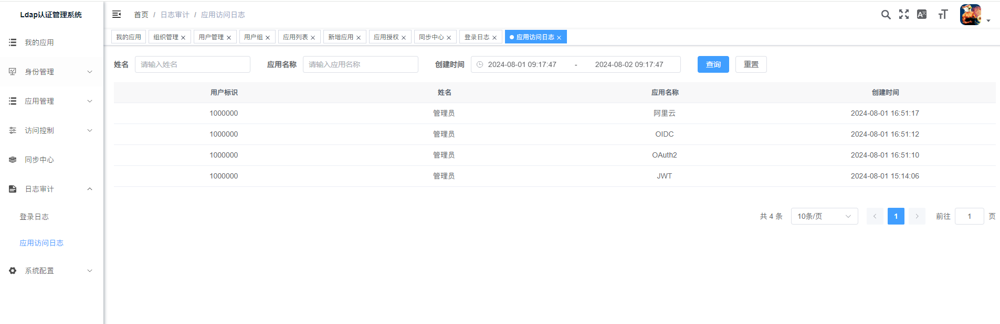 Ldap认证管理系统
我的应用
身份管理
应用管理
访问控制
同步中心
日志审计
登录日志
应用访问日志
系统配置
首页 / 日志审计 / 应用访问日志
我的应用 组织管理 用户管理 用户组 应用列表 新增应用 应用授权 同步中心 登录日志 应用访问日志
姓名 请输入姓名 应用名称 请输入应用名称 创建时间 2024-08-01 09:17:47 - 2024-08-02 09:17:47 查询 重置
用户标识 姓名 应用名称 创建时间
1000000 管理员 阿里云 2024-08-01 16:51:17
1000000 管理员 OIDC 2024-08-01 16:51:12
1000000 管理员 OAuth2 2024-08-01 16:51:10
1000000 管理员 JWT 2024-08-01 15:14:06
共 4 条 10条/页 1 前往 1 页